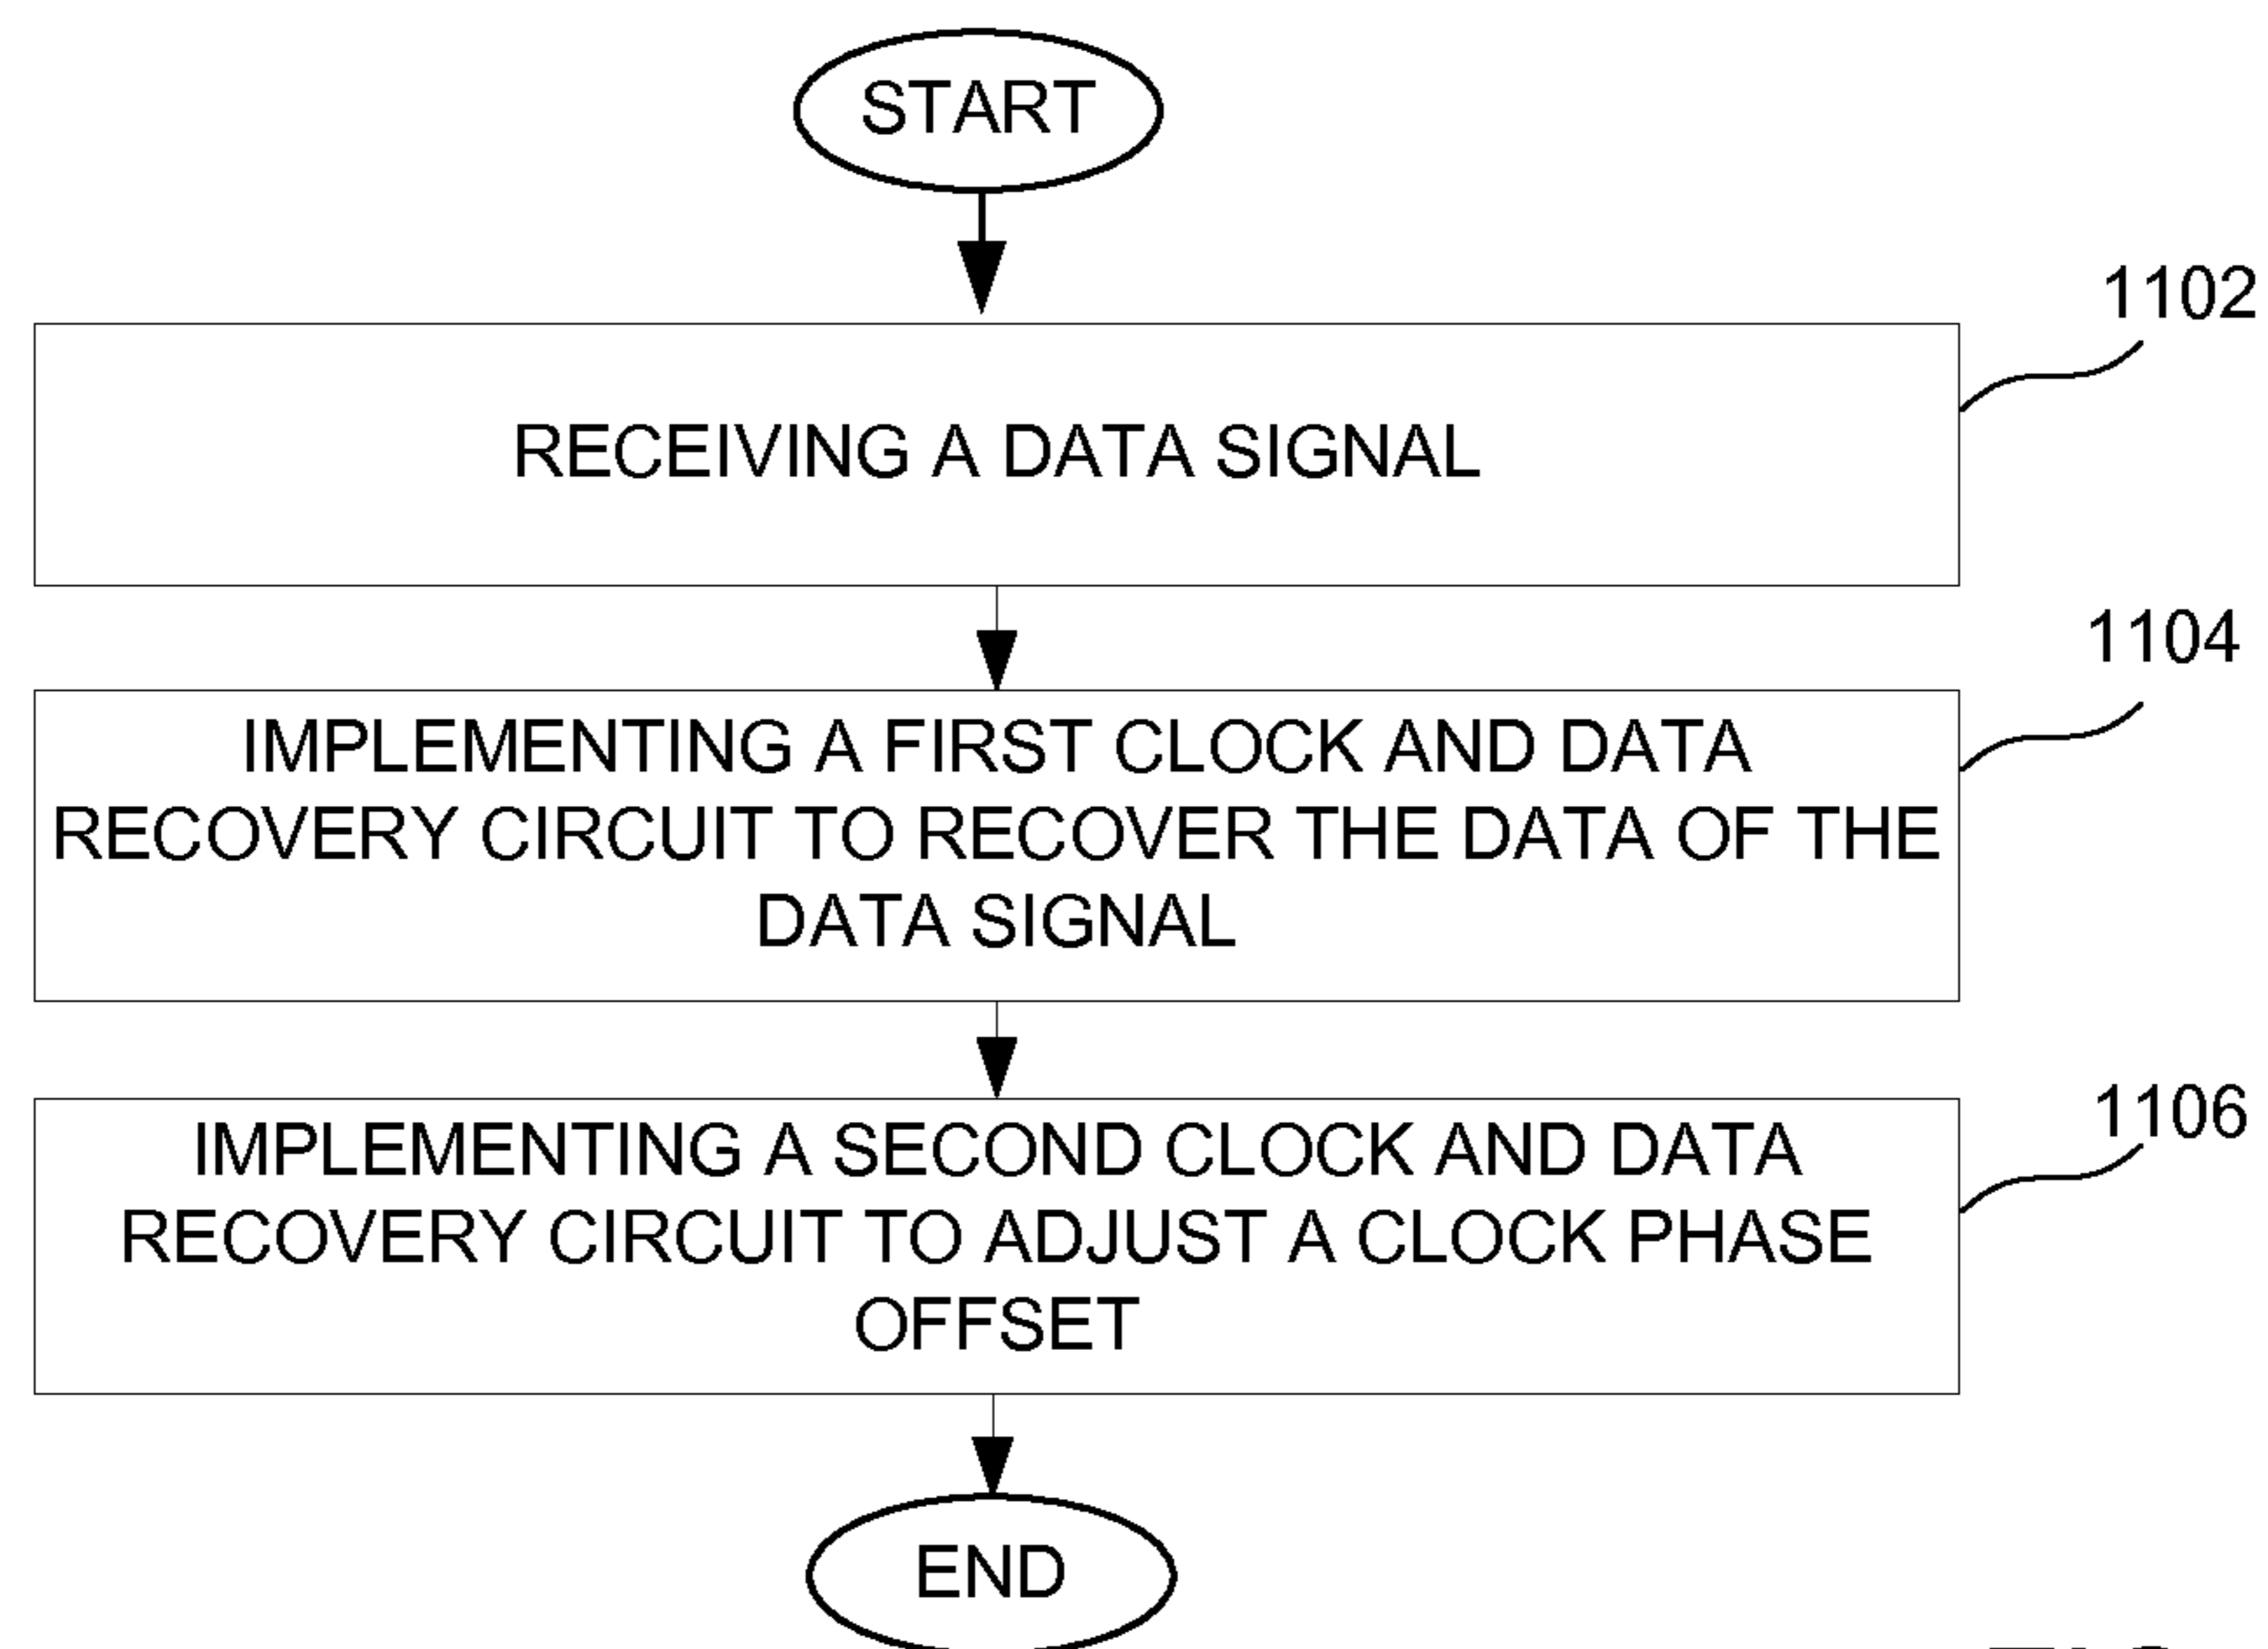 START
1102
RECEIVING A DATA SIGNAL
1104
IMPLEMENTING A FIRST CLOCK AND DATA
RECOVERY CIRCUIT TO RECOVER THE DATA OF THE
DATA SIGNAL
1106
IMPLEMENTING A SECOND CLOCK AND DATA
RECOVERY CIRCUIT TO ADJUST A CLOCK PHASE
OFFSET
END